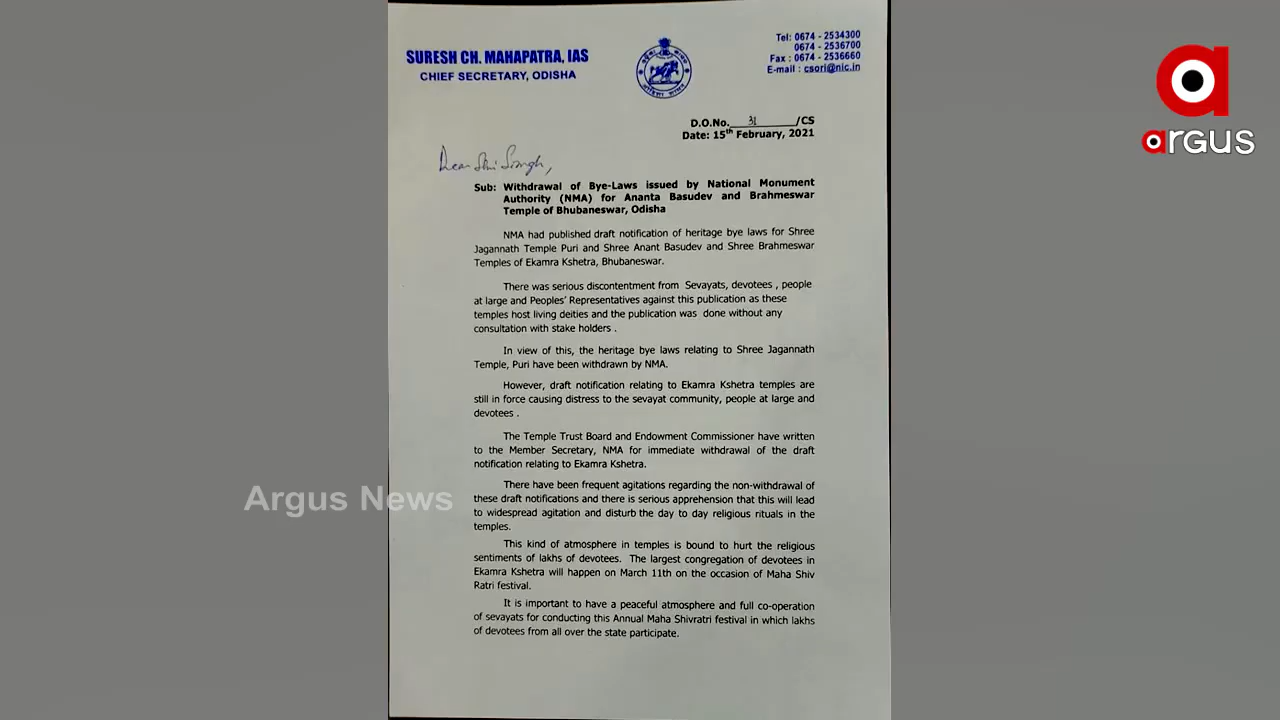 SURESH CH. MAHAPATRA, IAS
CHIEF SECRETARY, ODISHA
Tel: 0674 - 2534300
0674 - 2536700
Fax : 0674 - 2536660
E-mail : csori@nic.in
argus
D.O.No. 31 /CS
Date: 15th February, 2021
Dear Shri Singh,
Sub: Withdrawal of Bye-Laws issued by National Monument
Authority (NMA) for Ananta Basudev and Brahmeswar
Temple of Bhubaneswar, Odisha
NMA had published draft notification of heritage bye laws for Shree
Jagannath Temple Puri and Shree Anant Basudev and Shree Brahmeswar
Temples of Ekamra Kshetra, Bhubaneswar.
There was serious discontentment from Sevayats, devotees , people
at large and Peoples' Representatives against this publication as these
temples host living deities and the publication was done without any
consultation with stake holders .
In view of this, the heritage bye laws relating to Shree Jagannath
Temple, Puri have been withdrawn by NMA.
However, draft notification relating to Ekamra Kshetra temples are
still in force causing distress to the sevayat community, people at large and
devotees .
The Temple Trust Board and Endowment Commissioner have written
to the Member Secretary, NMA for immediate withdrawal of the draft
notification relating to Ekamra Kshetra.
There have been frequent agitations regarding the non-withdrawal of
these draft notifications and there is serious apprehension that this will lead
to widespread agitation and disturb the day to day religious rituals in the
temples.
Argus News
This kind of atmosphere in temples is bound to hurt the religious
sentiments of lakhs of devotees. The largest congregation of devotees in
Ekamra Kshetra will happen on March 11th on the occasion of Maha Shiv
Ratri festival.
It is important to have a peaceful atmosphere and full co-operation
of sevayats for conducting this Annual Maha Shivratri festival in which lakhs
of devotees from all over the state participate.